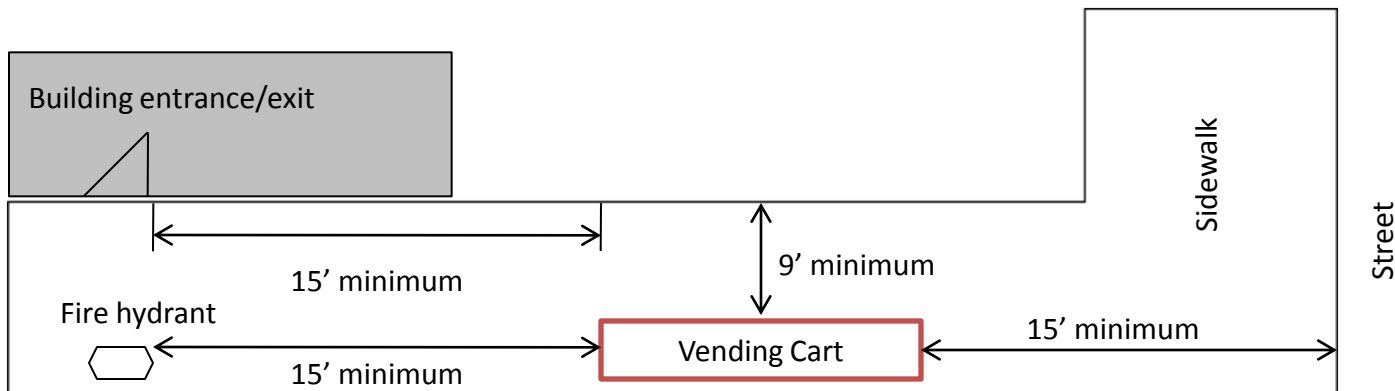 Building entrance/exit
Sidewalk
Street
15’ minimum
9’ minimum
Fire hydrant
15’ minimum
Vending Cart
15’ minimum